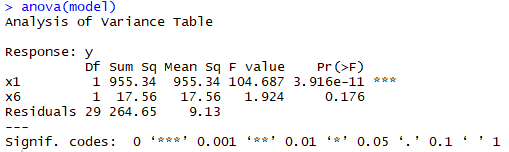 > anova(model)
Analysis of Variance Table

Response: y
          Df Sum Sq Mean Sq F value    Pr(>F)
x1         1 955.34  955.34 104.687 3.916e-11 ***
x6         1  17.56   17.56   1.924     0.176
Residuals 29 264.65    9.13
---
Signif. codes:  0 ‘***’ 0.001 ‘**’ 0.01 ‘*’ 0.05 ‘.’ 0.1 ‘ ’ 1